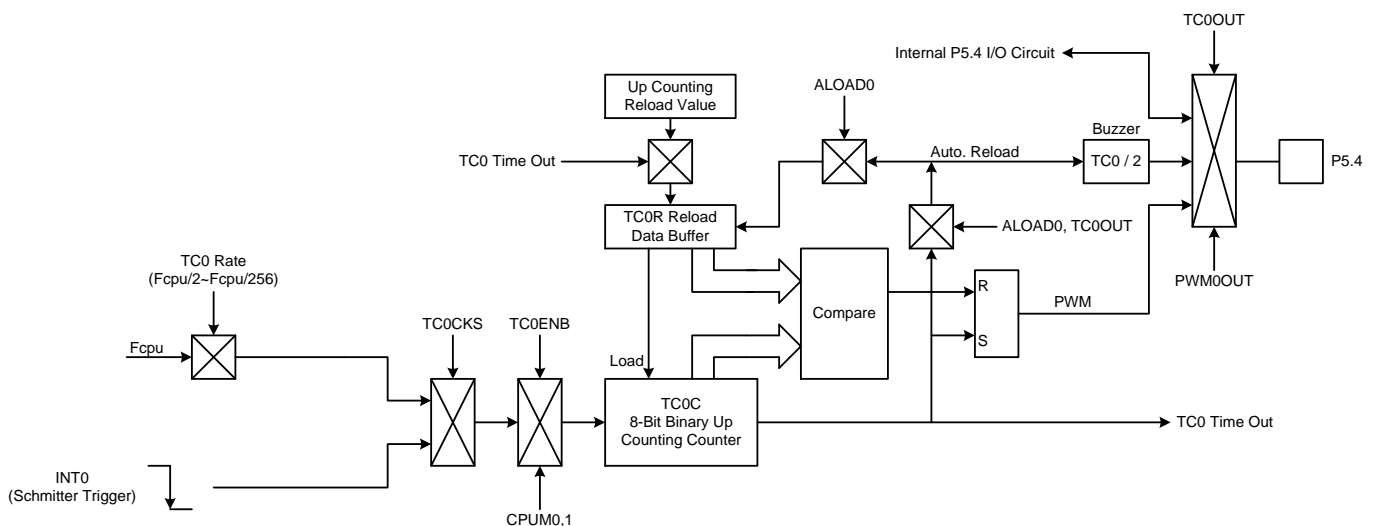 TC0OUT
Internal P5.4 I/O Circuit
Up Counting
Reload Value
ALOAD0
Buzzer
TC0 Time Out
Auto. Reload
TC0 / 2
P5.4
TC0R Reload
Data Buffer
ALOAD0, TC0OUT
TC0 Rate
(Fcpu/2~Fcpu/256)
Compare
R
PWM
PWM0OUT
TC0CKS
TC0ENB
S
Fcpu
Load
TC0C
8-Bit Binary Up
Counting Counter
TC0 Time Out
INT0
(Schmitter Trigger)
CPUM0,1